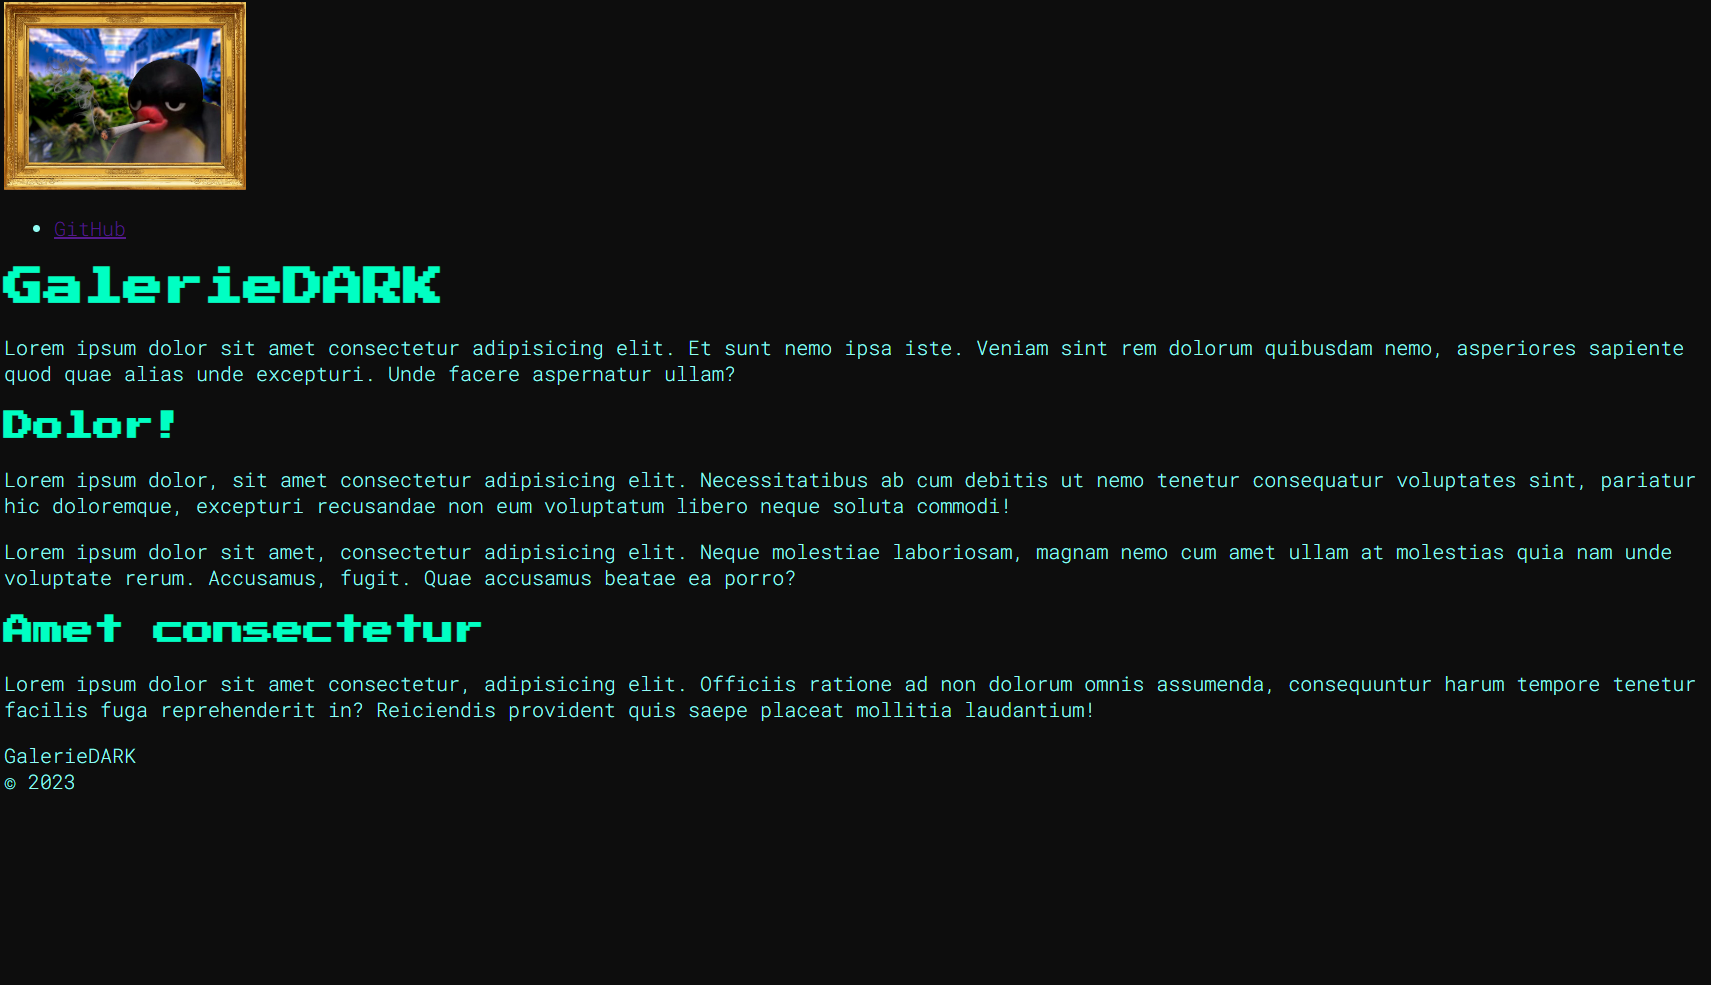 GitHub
GalerieDARK
Lorem ipsum dolor sit amet consectetur adipisicing elit. Et sunt nemo ipsa iste. Veniam sint rem dolorum quibusdam nemo, asperiores sapiente
quod quae alias unde excepturi. Unde facere aspernatur ullam?
Dolor!
Lorem ipsum dolor, sit amet consectetur adipisicing elit. Necessitatibus ab cum debitis ut nemo tenetur consequatur voluptates sint, pariatur
hic doloremque, excepturi recusandae non eum voluptatum libero neque soluta commodi!
Lorem ipsum dolor sit amet, consectetur adipisicing elit. Neque molestiae laboriosam, magnam nemo cum amet ullam at molestias quia nam unde
voluptate rerum. Accusamus, fugit. Quae accusamus beatae ea porro?
Amet consectetur
Lorem ipsum dolor sit amet consectetur, adipisicing elit. Officiis ratione ad non dolorum omnis assumenda, consequuntur harum tempore tenetur
facilis fuga reprehenderit in? Reiciendis provident quis saepe placeat mollitia laudantium!
GalerieDARK
© 2023